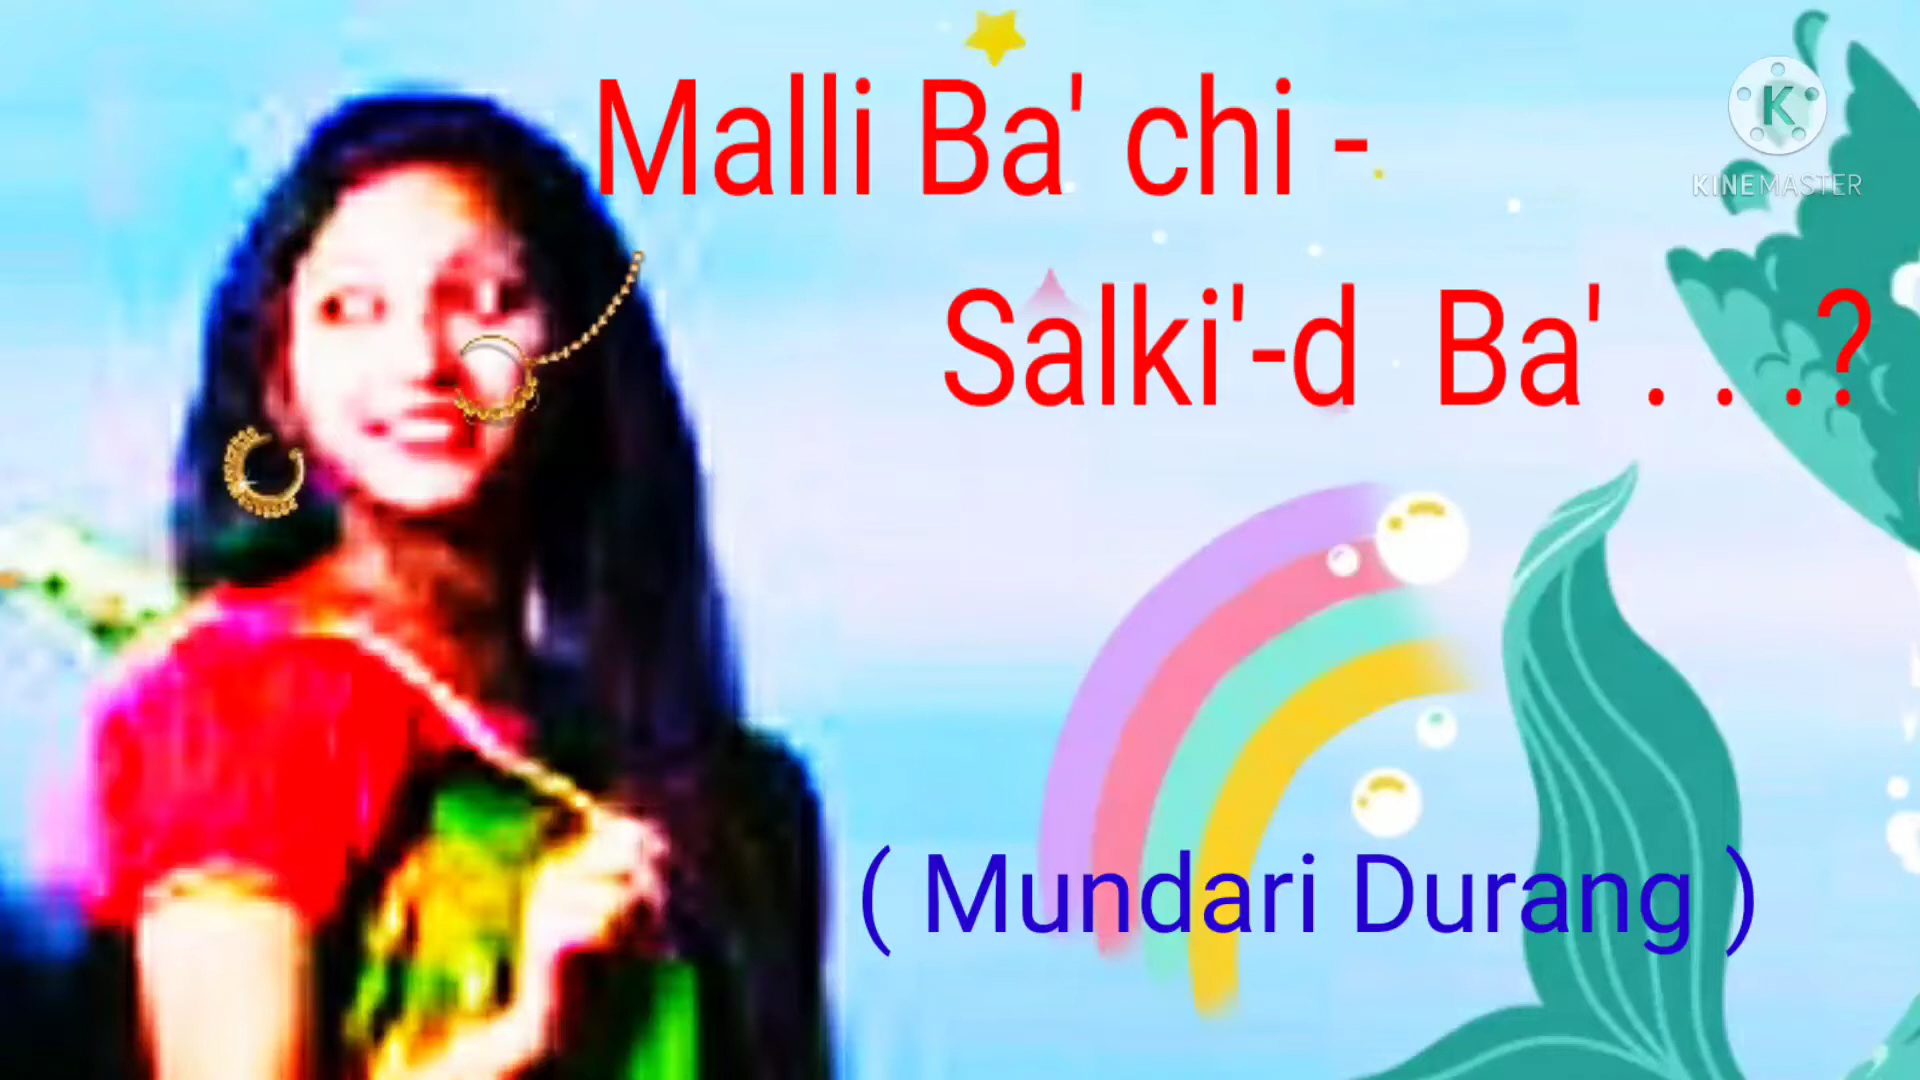 Malli Ba' chi -
Salki'-d Ba' . . .?
K
KINEMASTER
( Mundari Durang )